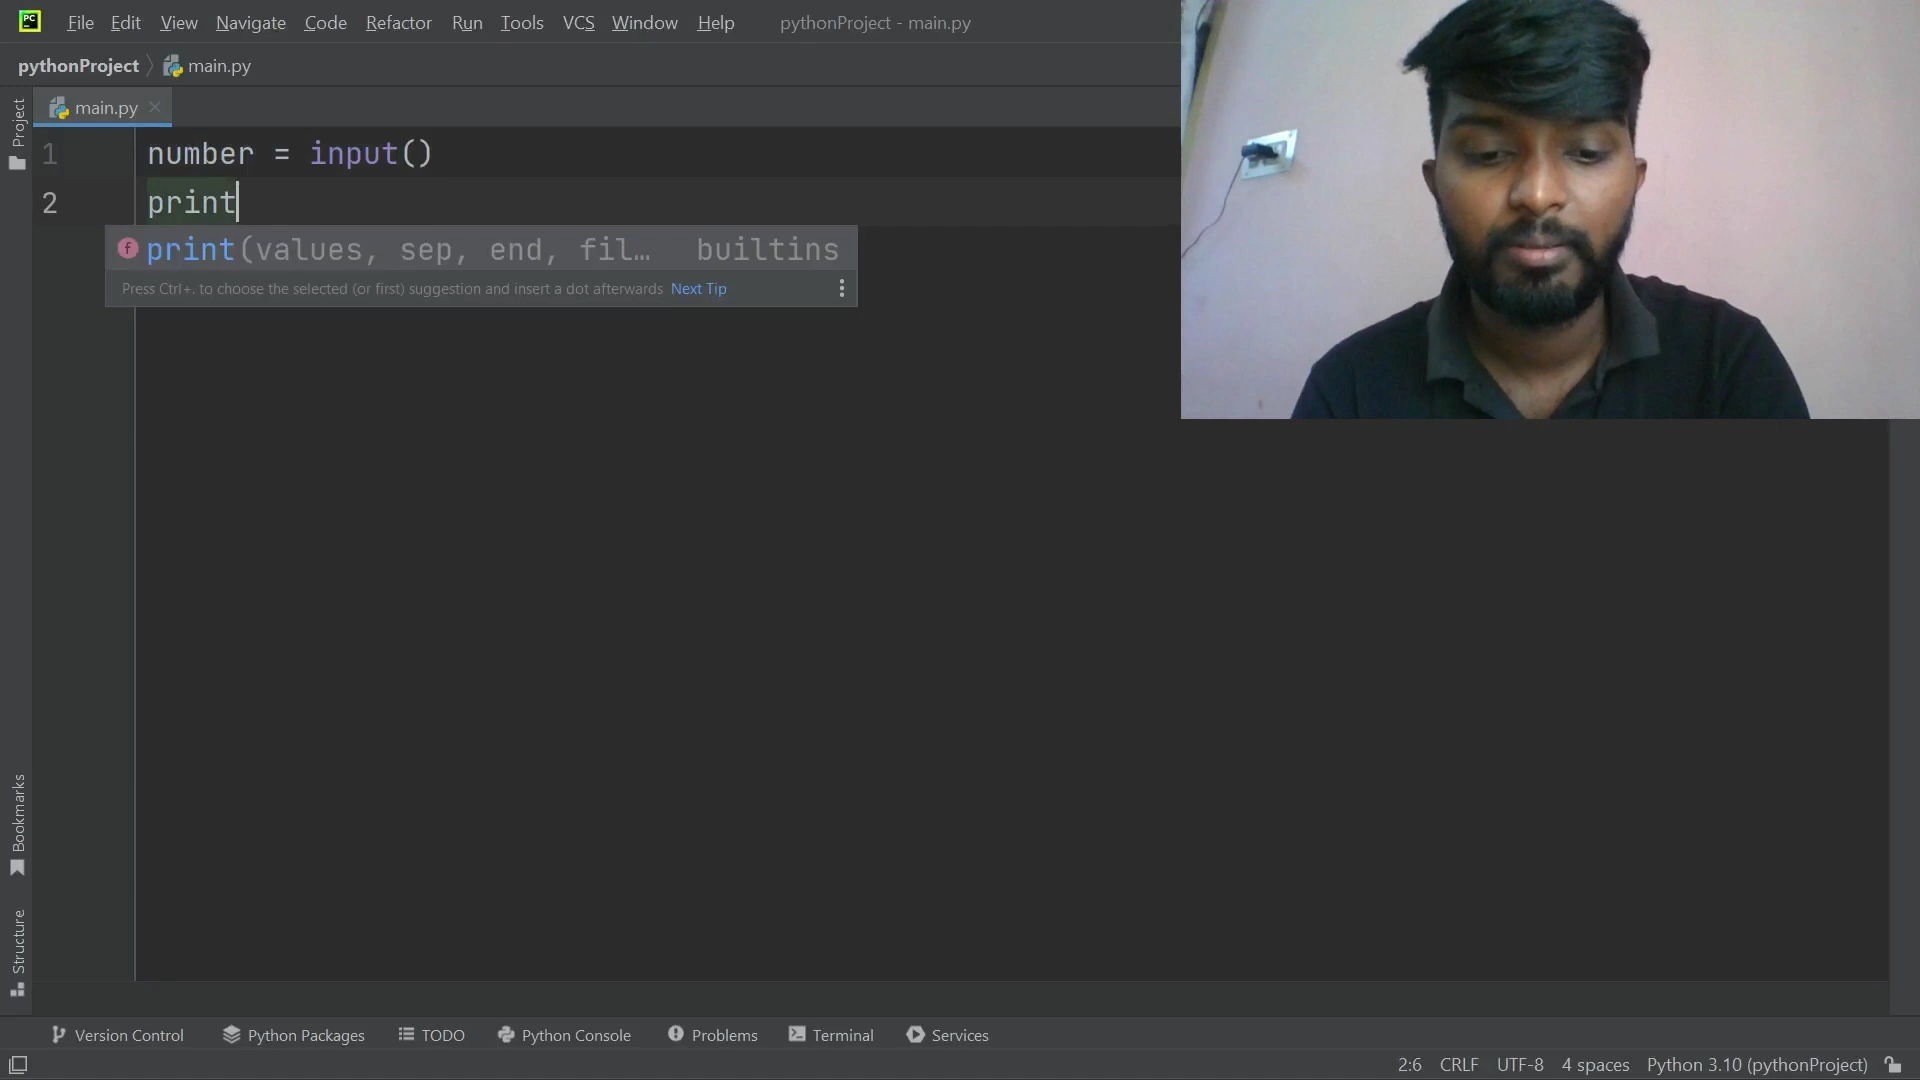 PC File Edit View Navigate Code Refactor Run Tools VCS Window Help pythonProject - main.py
pythonProject main.py
Project
main.py
1 number = input()
2 print
f print(values, sep, end, fil… builtins
Press Ctrl+. to choose the selected (or first) suggestion and insert a dot afterwards Next Tip
Bookmarks
Structure
Version Control Python Packages TODO Python Console Problems Terminal Services
2:6 CRLF UTF-8 4 spaces Python 3.10 (pythonProject)